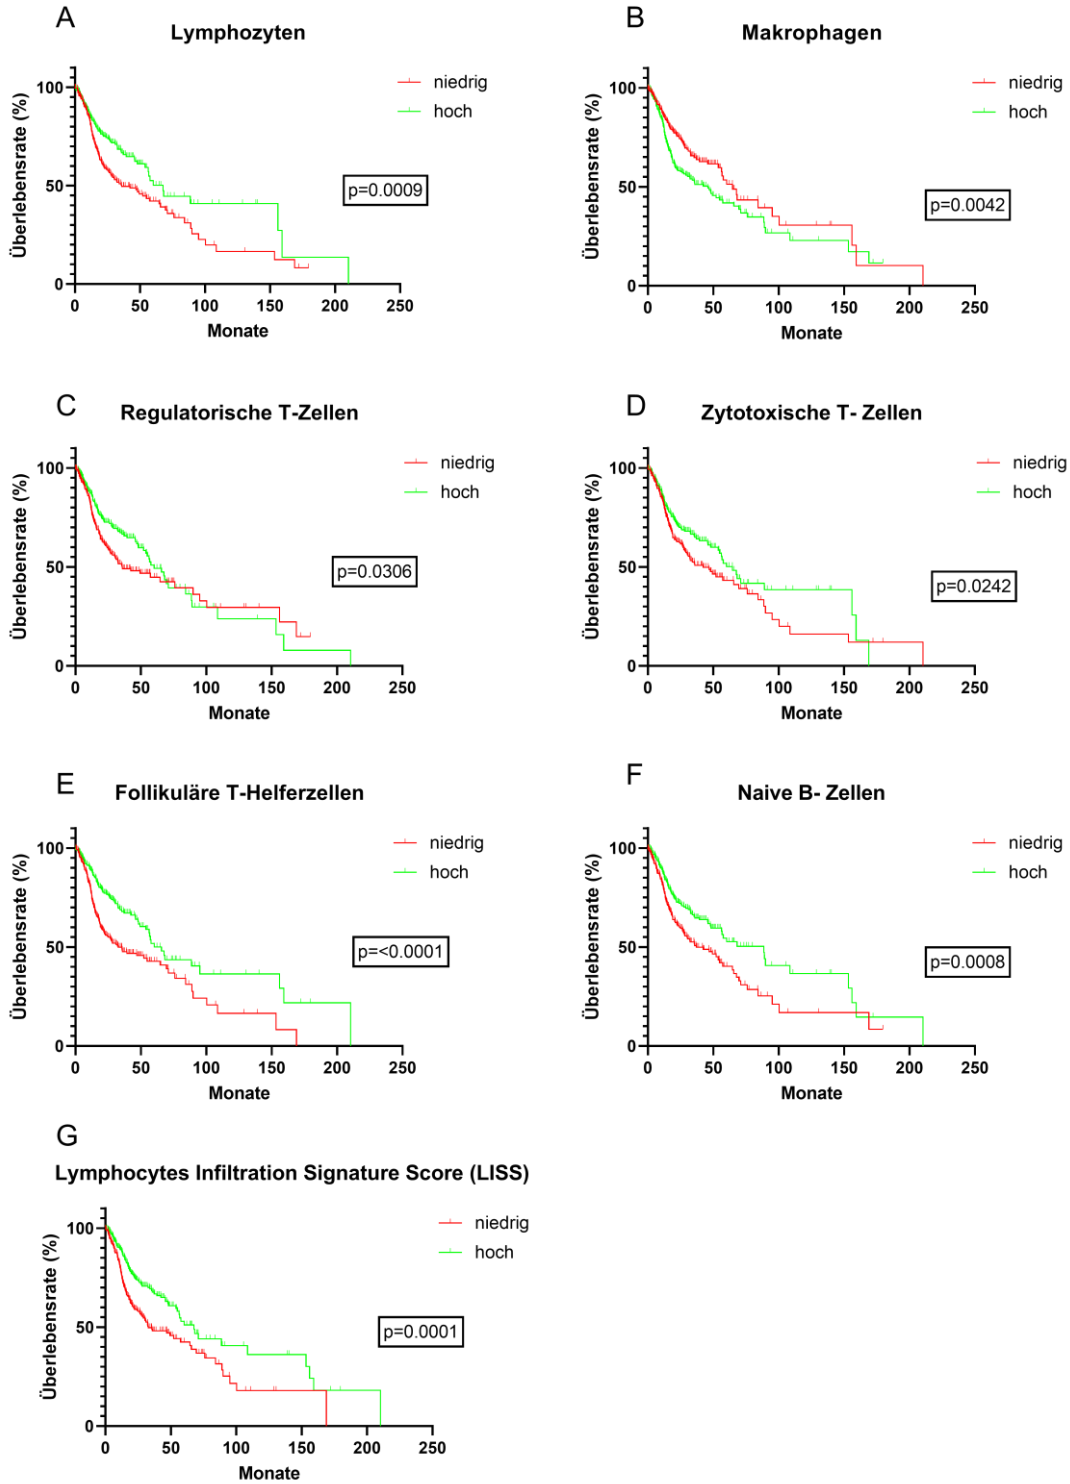 A
Lymphozyten
Überlebensrate (%)
100
50
0
0 50 100 150 200 250
Monate
niedrig
hoch
p=0.0009
B
Makrophagen
Überlebensrate (%)
100
50
0
0 50 100 150 200 250
Monate
niedrig
hoch
p=0.0042
C
Regulatorische T-Zellen
Überlebensrate (%)
100
50
0
0 50 100 150 200 250
Monate
niedrig
hoch
p=0.0306
D
Zytotoxische T- Zellen
Überlebensrate (%)
100
50
0
0 50 100 150 200 250
Monate
niedrig
hoch
p=0.0242
E
Follikuläre T-Helferzellen
Überlebensrate (%)
100
50
0
0 50 100 150 200 250
Monate
niedrig
hoch
p=<0.0001
F
Naive B- Zellen
Überlebensrate (%)
100
50
0
0 50 100 150 200 250
Monate
niedrig
hoch
p=0.0008
G
Lymphocytes Infiltration Signature Score (LISS)
Überlebensrate (%)
100
50
0
0 50 100 150 200 250
Monate
niedrig
hoch
p=0.0001